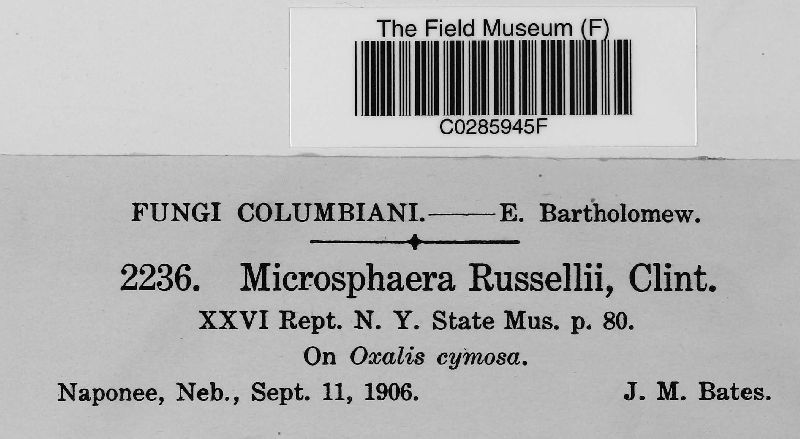 The Field Museum (F)
C0285945F
FUNGI COLUMBIANI.——E. Bartholomew.
2236. Microsphaera Russellii, Clint.
XXVI Rept. N. Y. State Mus. p. 80.
On Oxalis cymosa.
Naponee, Neb., Sept. 11, 1906. J. M. Bates.